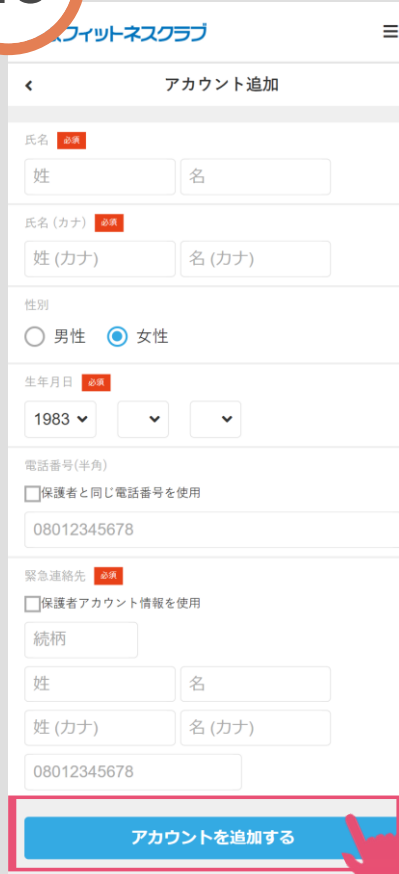 フィットネスクラブ
アカウント追加
氏名 必須
姓 名
氏名 (カナ) 必須
姓 (カナ) 名 (カナ)
性別
男性 女性
生年月日 必須
1983
電話番号(半角)
保護者と同じ電話番号を使用
08012345678
緊急連絡先 必須
保護者アカウント情報を使用
続柄
姓 名
姓 (カナ) 名 (カナ)
08012345678
アカウントを追加する